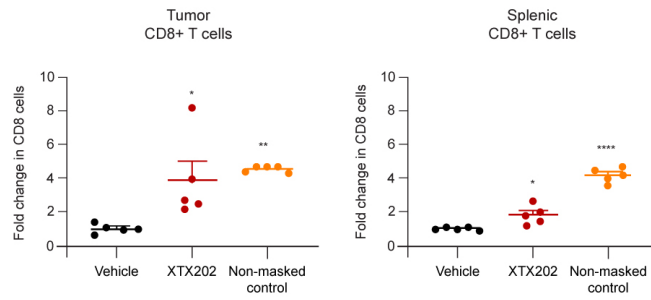 Tumor
CD8+ T cells
Fold change in CD8 cells
10
8
6
4
2
0
*
**
Vehicle
XTX202
Non-masked
control
Splenic
CD8+ T cells
Fold change in CD8 cells
10
8
6
4
2
0
*
****
Vehicle
XTX202
Non-masked
control